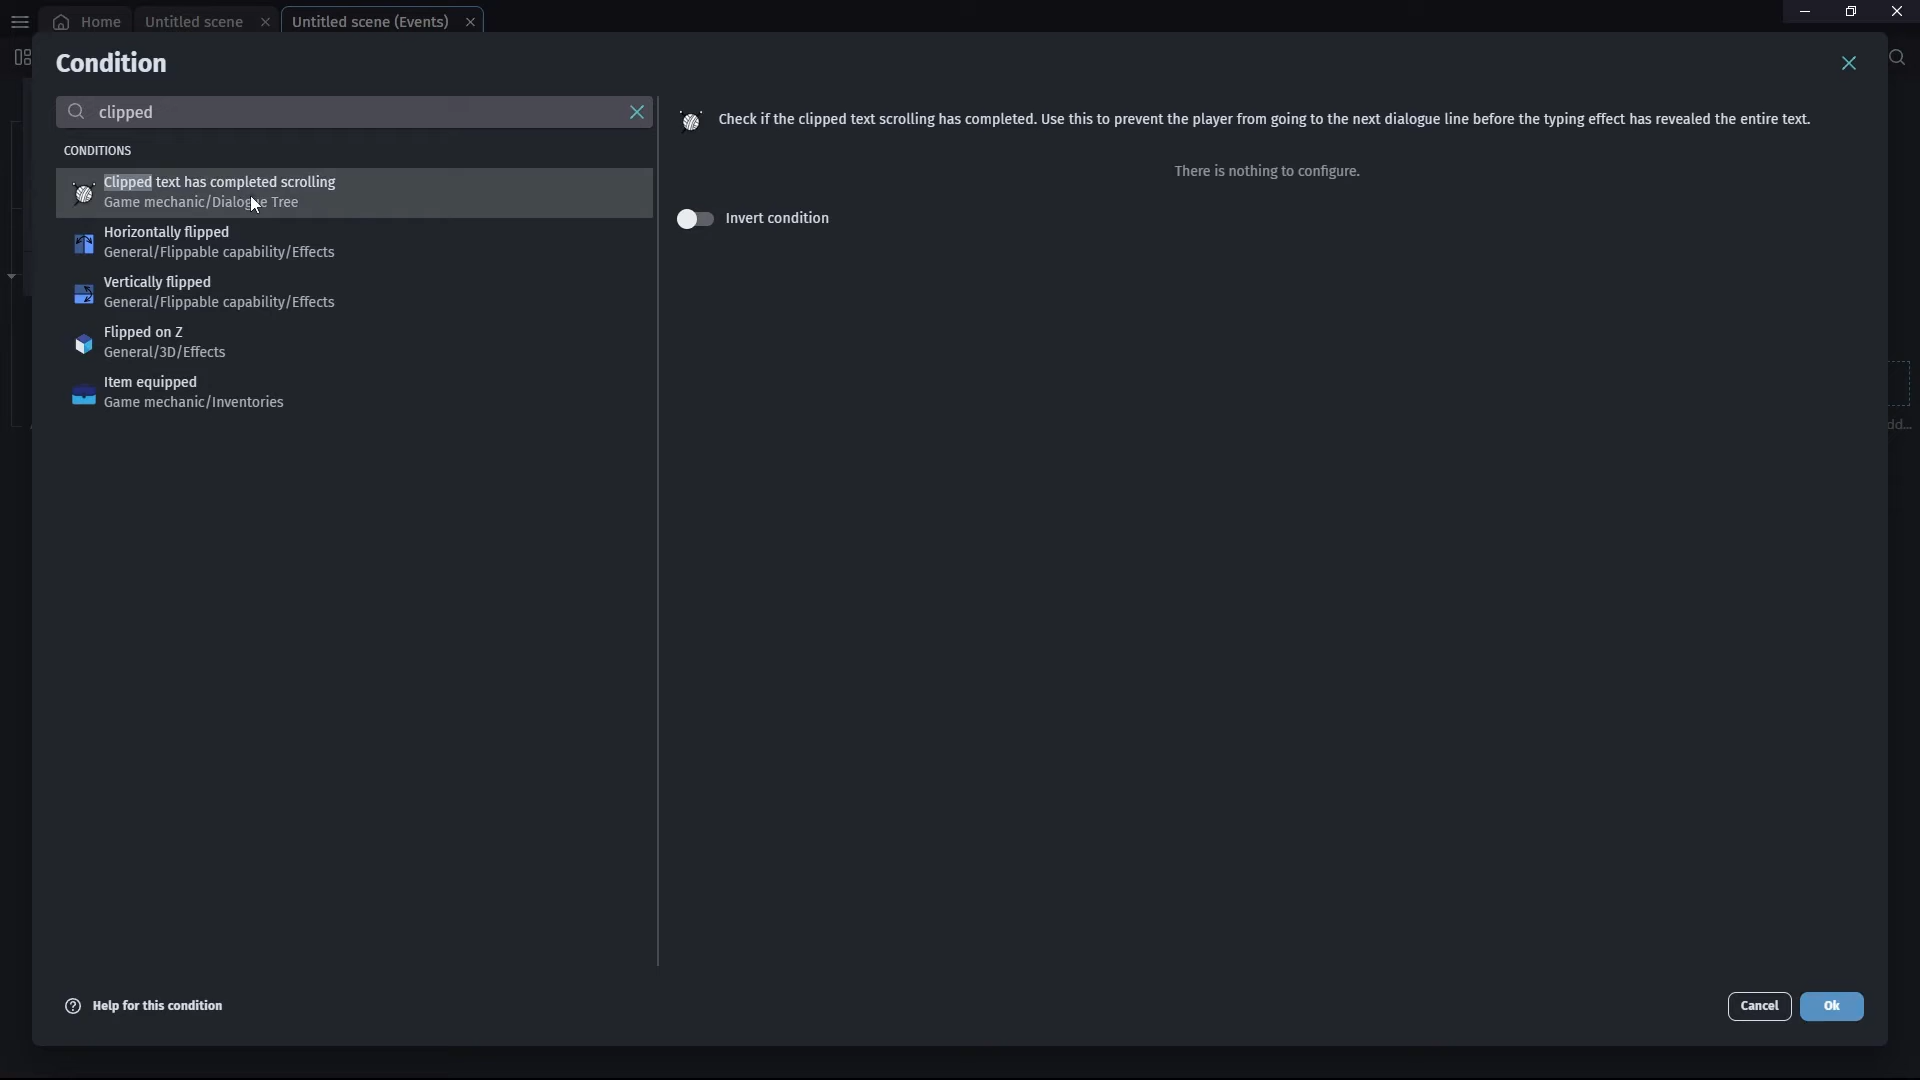 Home
Untitled scene
Untitled scene (Events)
Condition
clipped
CONDITIONS
Clipped text has completed scrolling
Game mechanic/Dialogue Tree
Horizontally flipped
General/Flippable capability/Effects
Vertically flipped
General/Flippable capability/Effects
Flipped on Z
General/3D/Effects
Item equipped
Game mechanic/Inventories
Check if the clipped text scrolling has completed. Use this to prevent the player from going to the next dialogue line before the typing effect has revealed the entire text.
There is nothing to configure.
Invert condition
dd...
Help for this condition
Cancel
Ok